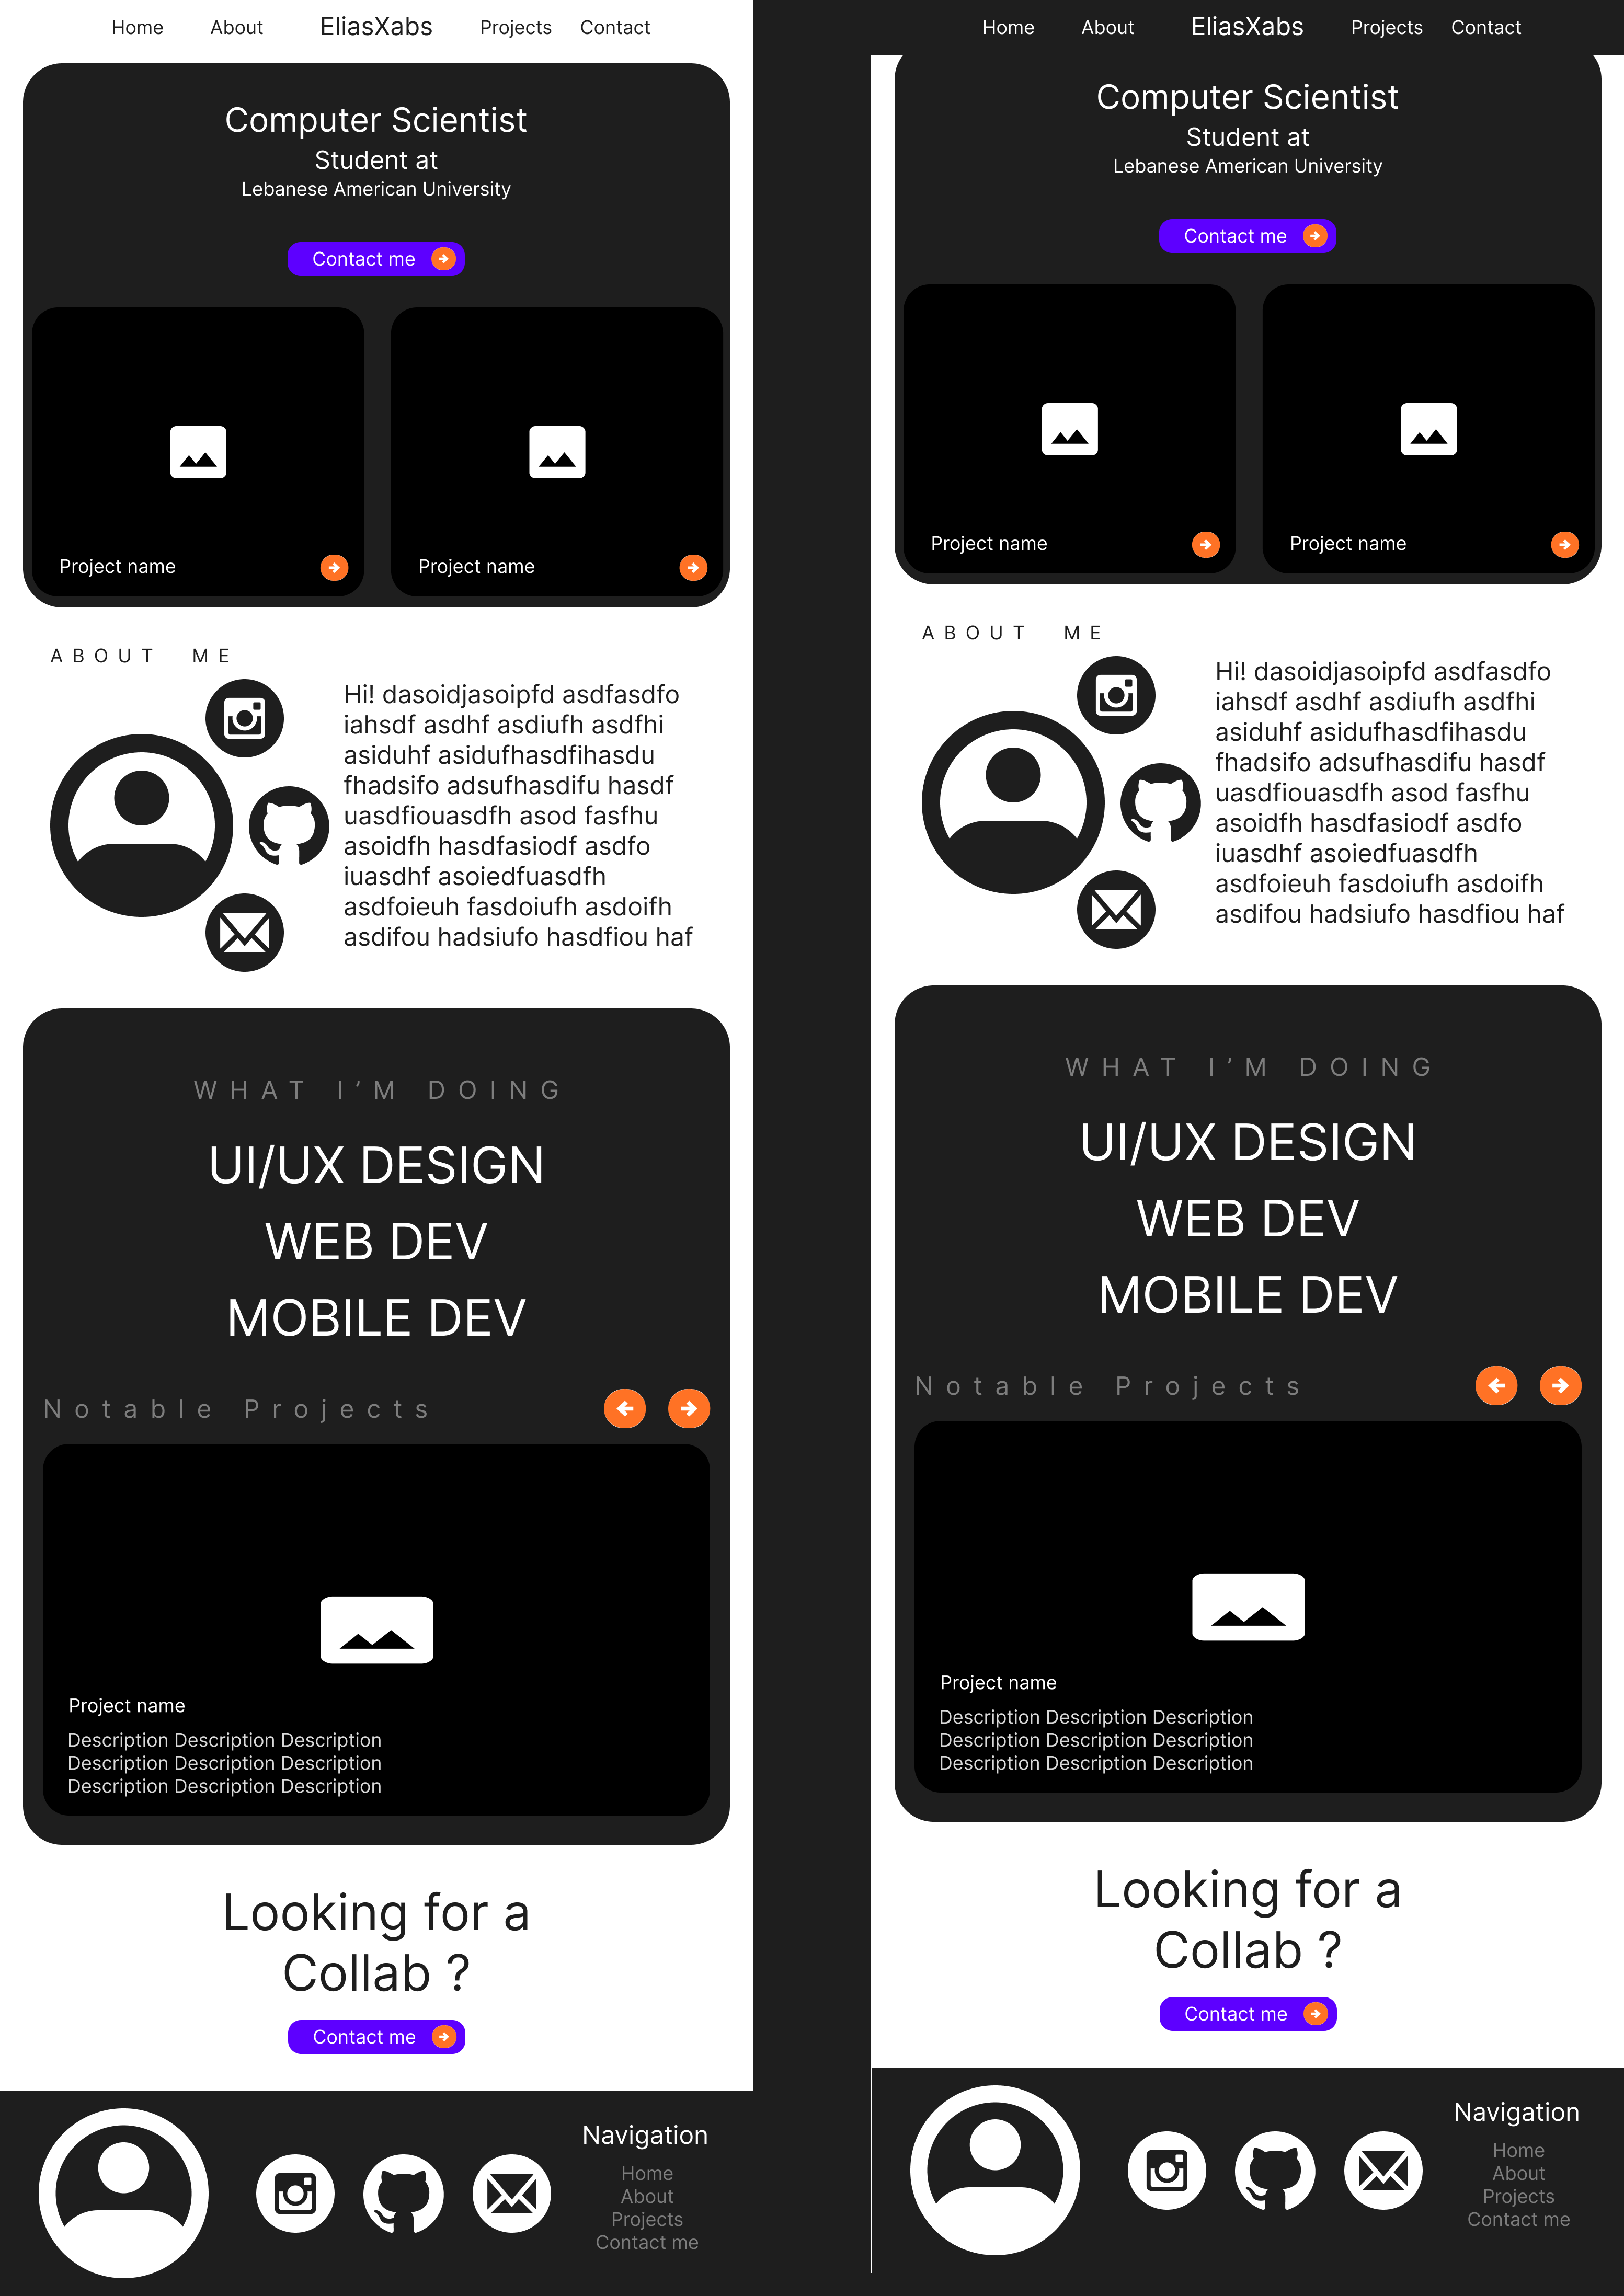 Home About EliasXabs Projects Contact
Computer Scientist
Student at
Lebanese American University
Contact me
Project name
Project name
ABOUT ME
Hi! dasoidjasoipfd asdfasdfo
iahsdf asdhf asdiufh asdfhi
asiduhf asidufhasdfihasdu
fhadsifo adsufhasdifu hasdf
uasdfiouasdfh asod fasfhu
asoidfh hasdfasiodf asdfo
iuasdhf asoiedfuasdfh
asdfoieuh fasdoiufh asdoifh
asdifou hadsiufo hasdfiou haf
WHAT I’M DOING
UI/UX DESIGN
WEB DEV
MOBILE DEV
Notable Projects
Project name
Description Description Description
Description Description Description
Description Description Description
Looking for a
Collab ?
Contact me
Navigation
Home
About
Projects
Contact me
Home About EliasXabs Projects Contact
Computer Scientist
Student at
Lebanese American University
Contact me
Project name
Project name
ABOUT ME
Hi! dasoidjasoipfd asdfasdfo
iahsdf asdhf asdiufh asdfhi
asiduhf asidufhasdfihasdu
fhadsifo adsufhasdifu hasdf
uasdfiouasdfh asod fasfhu
asoidfh hasdfasiodf asdfo
iuasdhf asoiedfuasdfh
asdfoieuh fasdoiufh asdoifh
asdifou hadsiufo hasdfiou haf
WHAT I’M DOING
UI/UX DESIGN
WEB DEV
MOBILE DEV
Notable Projects
Project name
Description Description Description
Description Description Description
Description Description Description
Looking for a
Collab ?
Contact me
Navigation
Home
About
Projects
Contact me